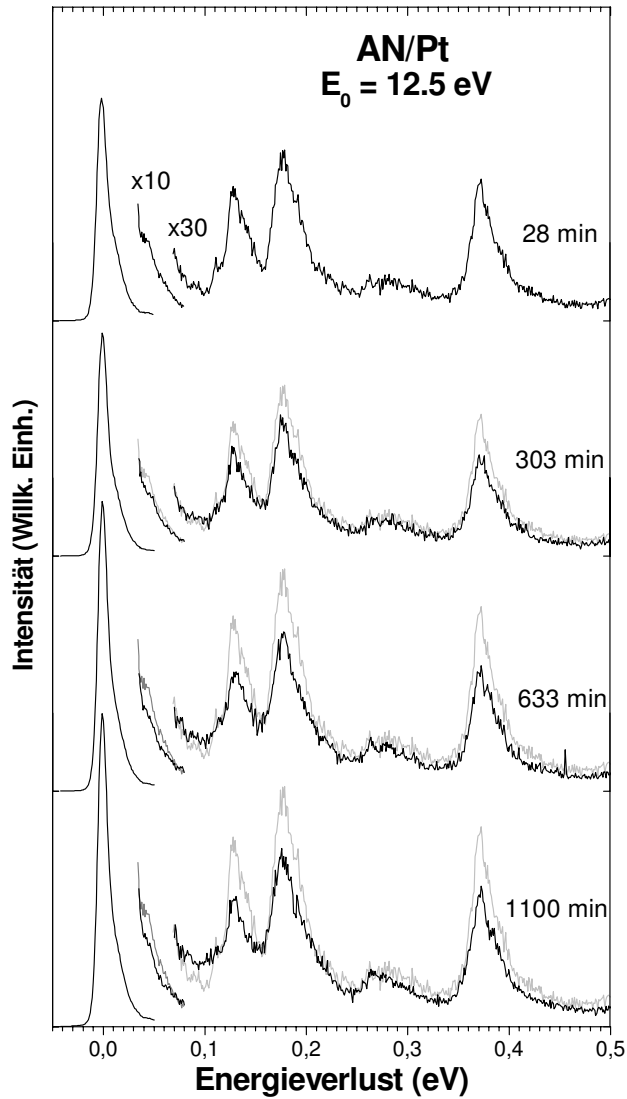 AN/Pt
E0 = 12.5 eV
x10
x30
28 min
303 min
633 min
1100 min
Intensität (Willk. Einh.)
0,0 0,1 0,2 0,3 0,4 0,5
Energieverlust (eV)